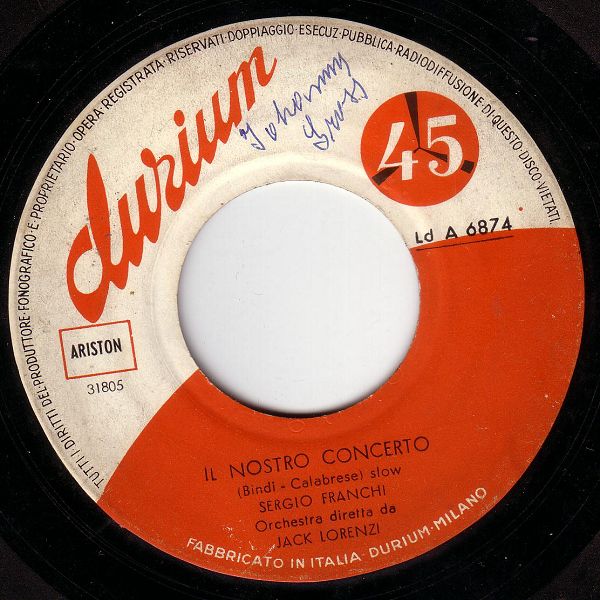 TUTTI I DIRITTI DEL PRODUTTORE FONOGRAFICO E PROPRIETARIO OPERA REGISTRATA RISERVATI·DOPPIAGGIO·ESECUZ·PUBBLICA·RADIODIFFUSIONE DI QUESTO DISCO VIETATI
durium
Johanny
Gross
45
Ld A 6874
ARISTON
31805
IL NOSTRO CONCERTO
(Bindi - Calabrese) slow
SERGIO FRANCHI
Orchestra diretta da
JACK LORENZI
FABBRICATO IN ITALIA·DURIUM·MILANO